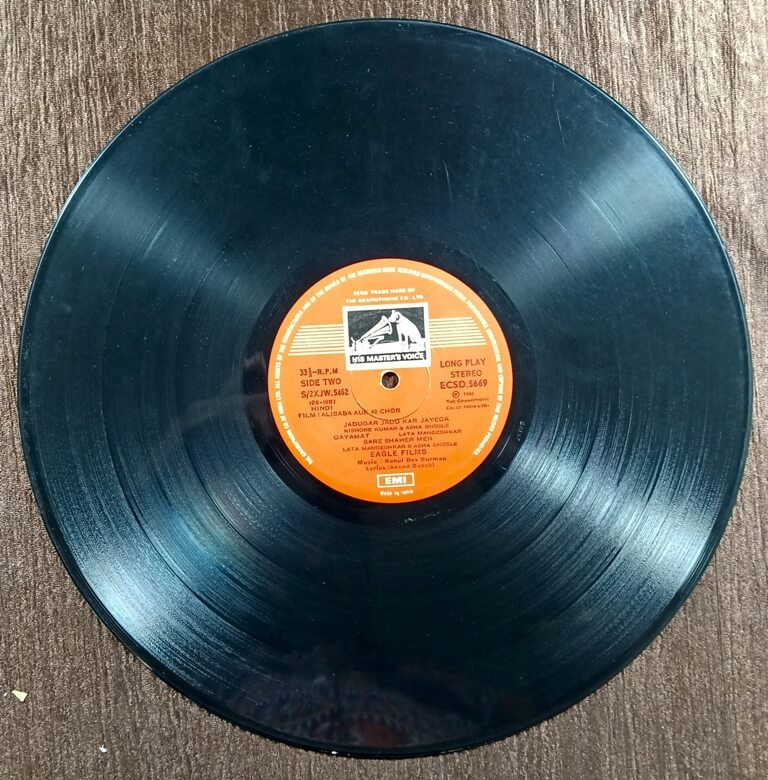 REGD TRADE MARK OF
THE GRAMOPHONE CO. LTD
HIS MASTER'S VOICE
33⅓-R.P.M
SIDE TWO
S/2XJW.5462
HINDI
FILM:ALIBABA AUR 40 CHOR
LONG PLAY
STEREO
ECSD.5669
Ⓟ 1980
THE GRAMOPHONE
CO. OF INDIA LTD.
JADUGAR JADU KAR JAYEGA
KISHORE KUMAR & ASHA BHOSLE
QAYAMAT LATA MANGESHKAR
SARE SHAHER MEN
LATA MANGESHKAR & ASHA BHOSLE
EAGLE FILMS
Music : Rahul Dev Burman
Lyrics : Anand Bakshi
EMI
Made in India